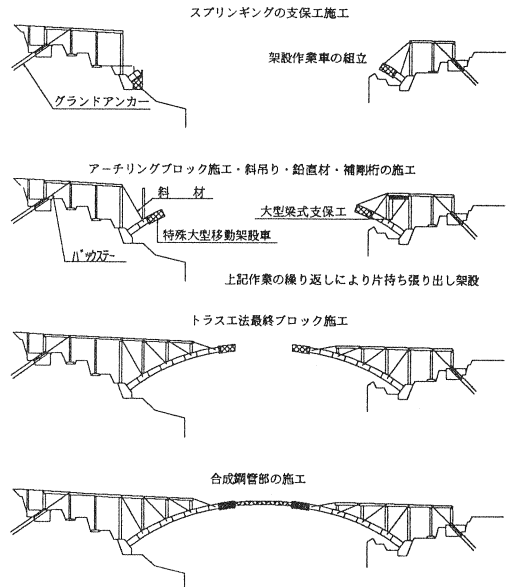 スプリンギングの支保工施工
架設作業車の組立
グランドアンカー
アーチリングブロック施工・斜吊り・鉛直材・補剛桁の施工
斜　材
大型梁式支保工
特殊大型移動架設車
バックステー
上記作業の繰り返しにより片持ち張り出し架設
トラス工法最終ブロック施工
合成鋼管部の施工